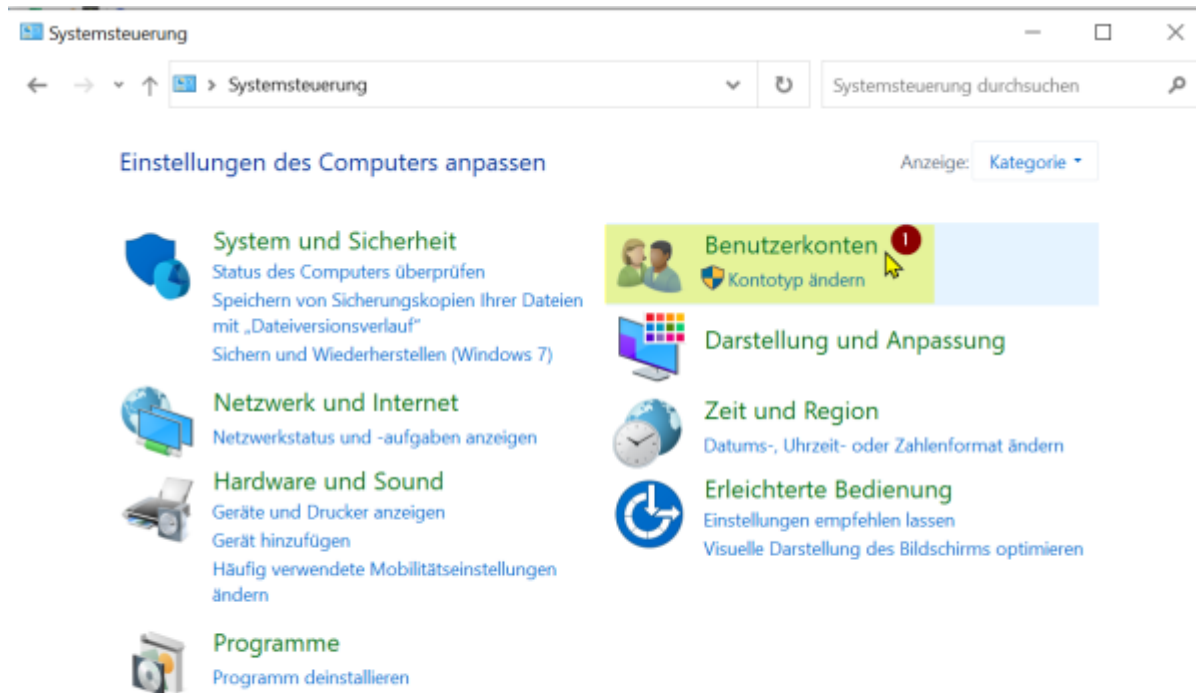 Systemsteuerung
Systemsteuerung
Systemsteuerung durchsuchen
Einstellungen des Computers anpassen
Anzeige: Kategorie
System und Sicherheit
Status des Computers überprüfen
Speichern von Sicherungskopien Ihrer Dateien
mit „Dateiversionsverlauf“
Sichern und Wiederherstellen (Windows 7)
Netzwerk und Internet
Netzwerkstatus und -aufgaben anzeigen
Hardware und Sound
Geräte und Drucker anzeigen
Gerät hinzufügen
Häufig verwendete Mobilitätseinstellungen
ändern
Programme
Programm deinstallieren
Benutzerkonten 1
Kontotyp ändern
Darstellung und Anpassung
Zeit und Region
Datums-, Uhrzeit- oder Zahlenformat ändern
Erleichterte Bedienung
Einstellungen empfehlen lassen
Visuelle Darstellung des Bildschirms optimieren